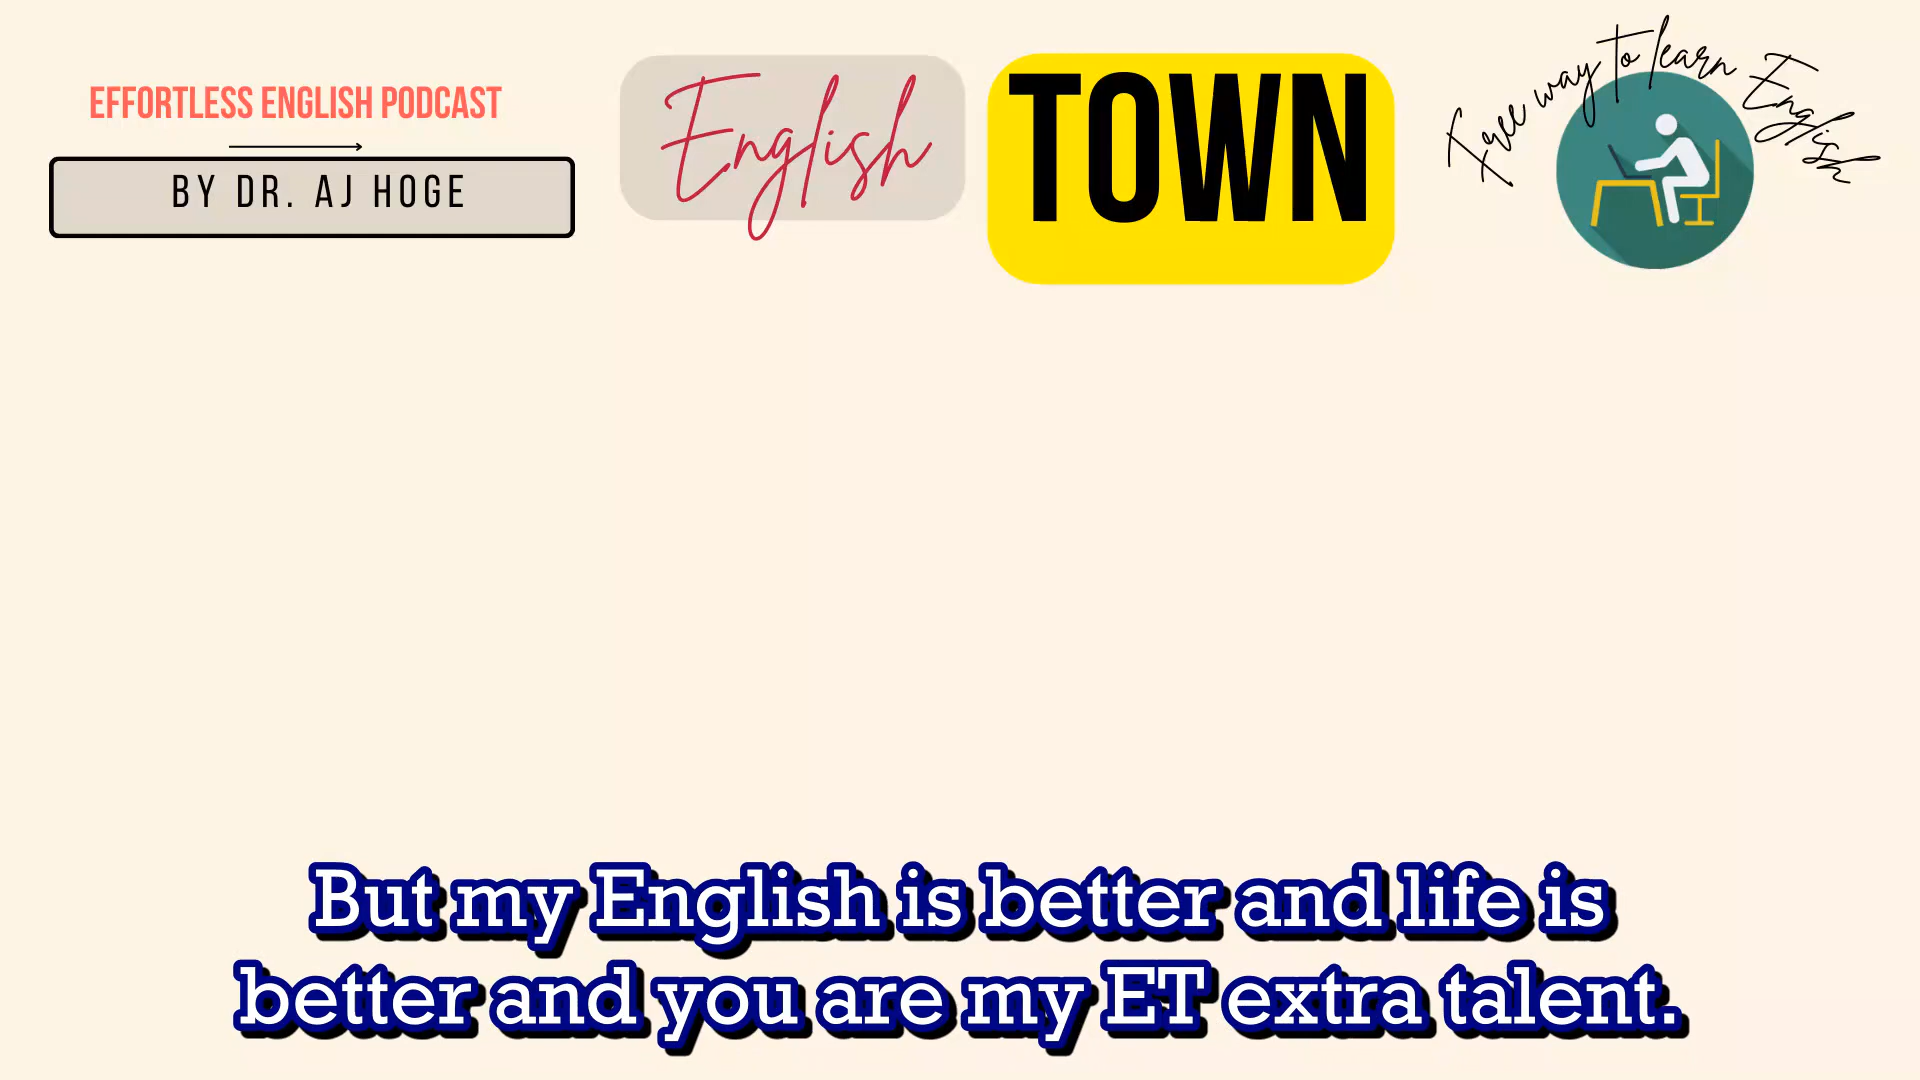 EFFORTLESS ENGLISH PODCAST
BY DR. AJ HOGE
English
TOWN
Free way to learn English
But my English is better and life is
better and you are my ET extra talent.